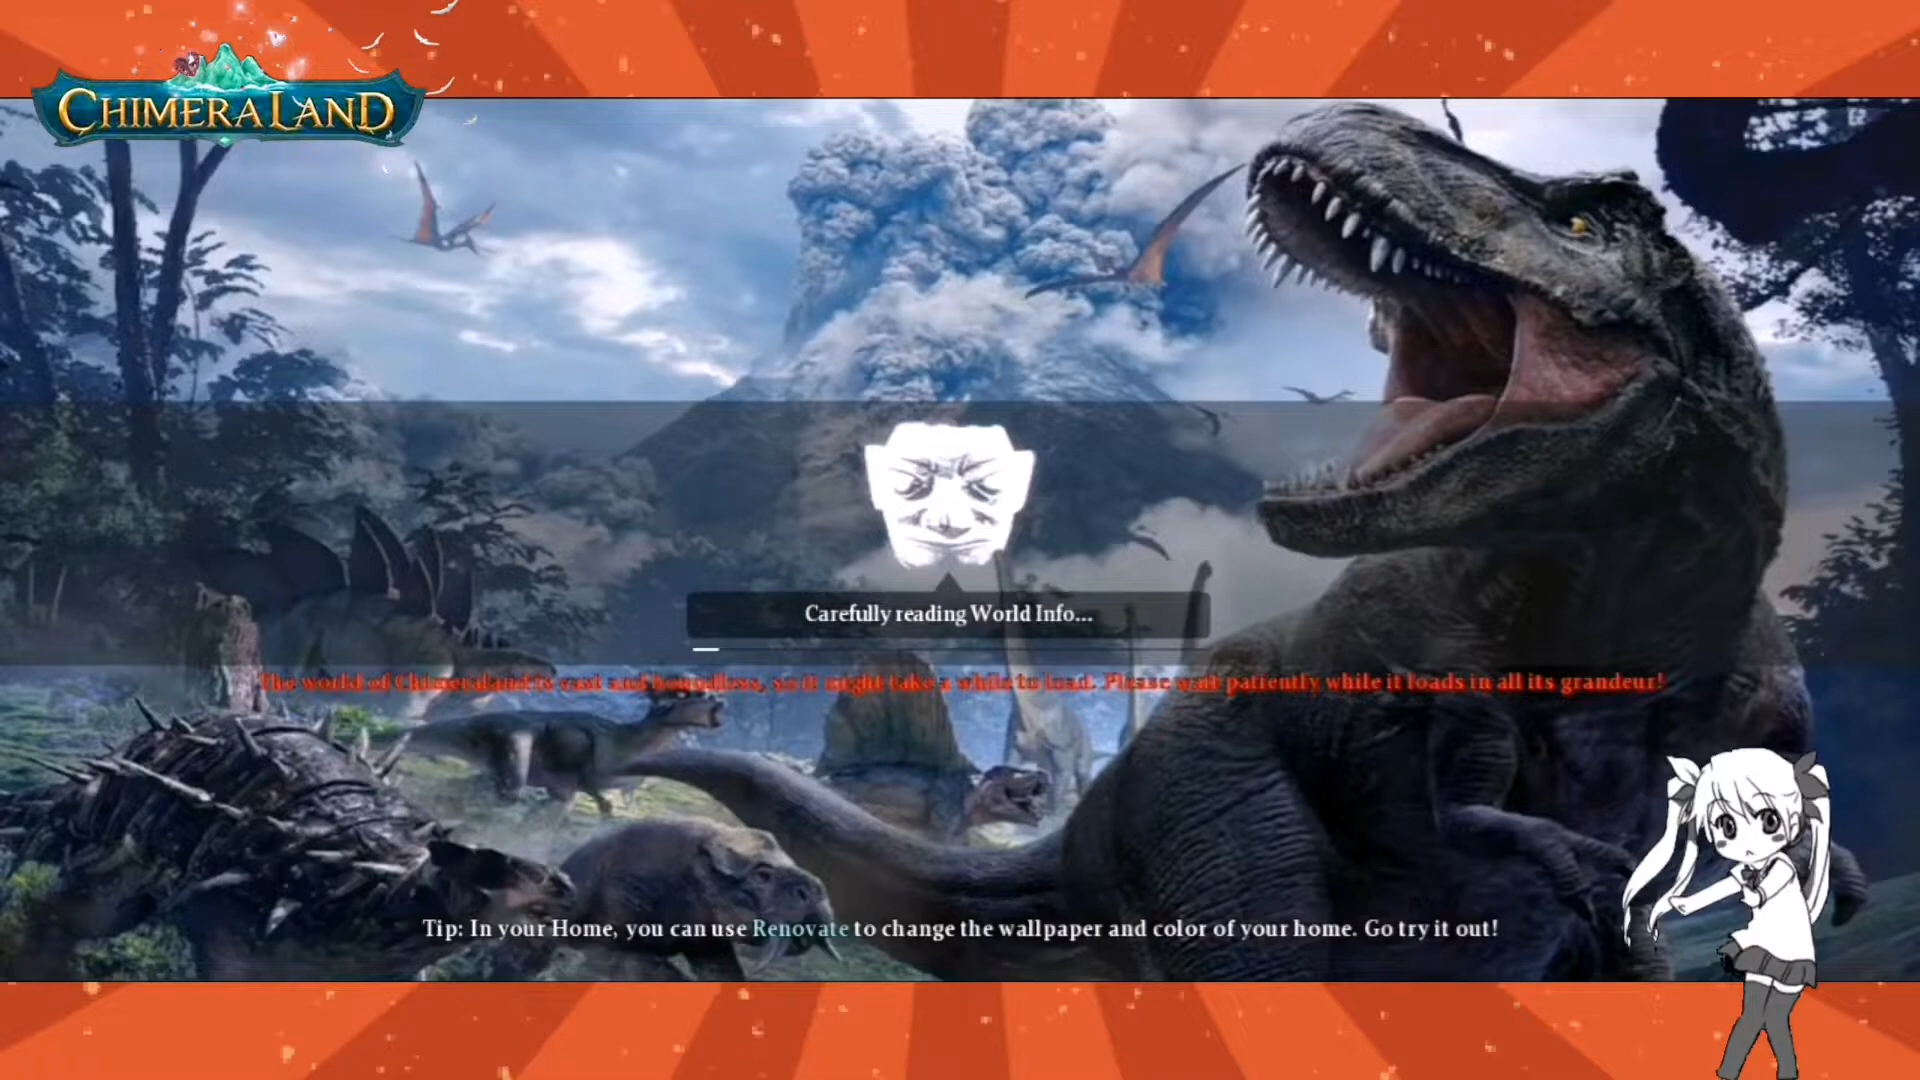 CHIMERALAND
Carefully reading World Info...
The world of Chimeraland is vast and boundless, so it might take a while to load. Please wait patiently while it loads in all its grandeur!
Tip: In your Home, you can use Renovate to change the wallpaper and color of your home. Go try it out!